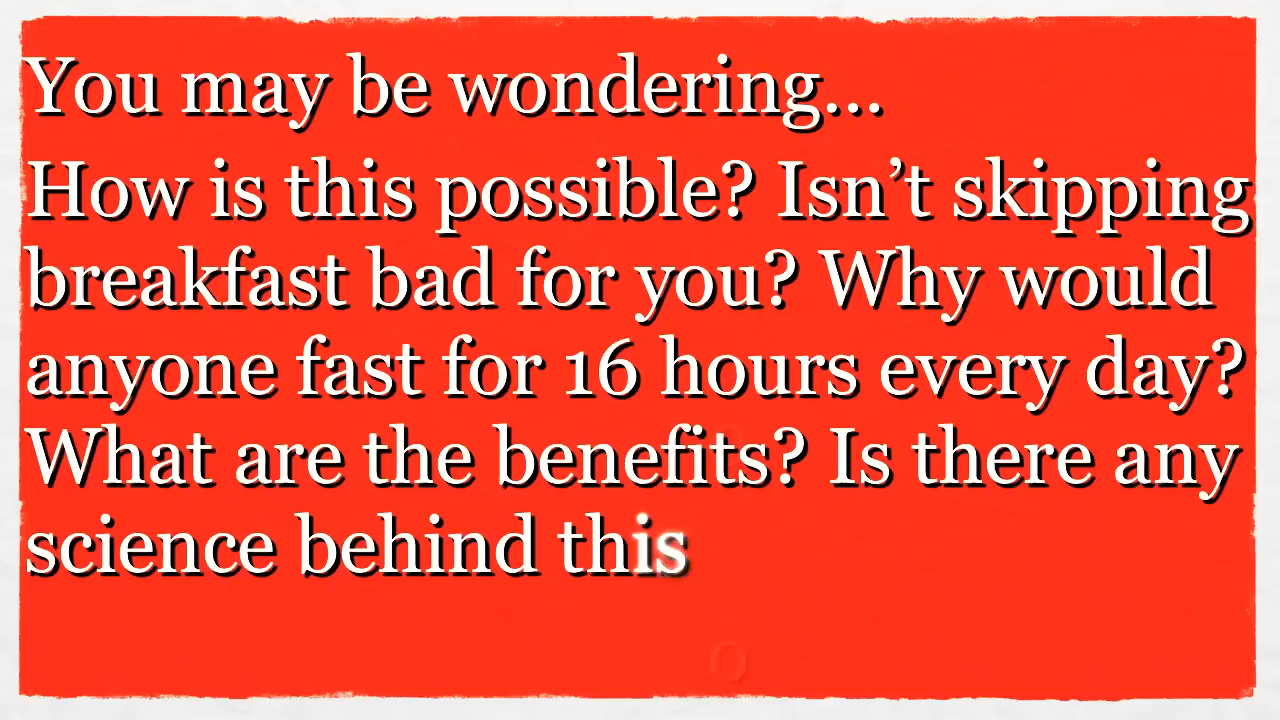 You may be wondering...
How is this possible? Isn’t skipping
breakfast bad for you? Why would
anyone fast for 16 hours every day?
What are the benefits? Is there any
science behind this